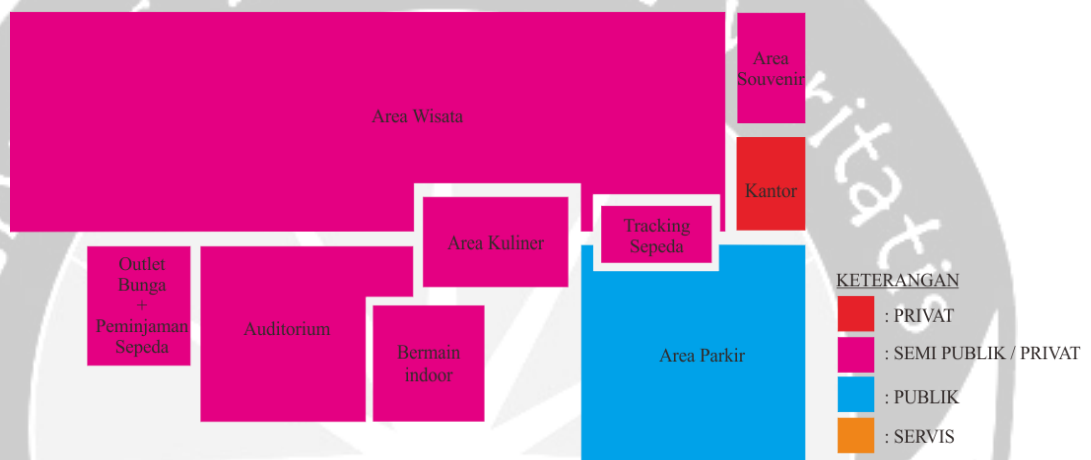 Area
Souvenir
Area Wisata
Kantor
Tracking
Sepeda
Area Kuliner
Outlet
Bunga
+
Peminjaman
Sepeda
Auditorium
Bermain
indoor
Area Parkir
KETERANGAN
: PRIVAT
: SEMI PUBLIK / PRIVAT
: PUBLIK
: SERVIS
ritatis